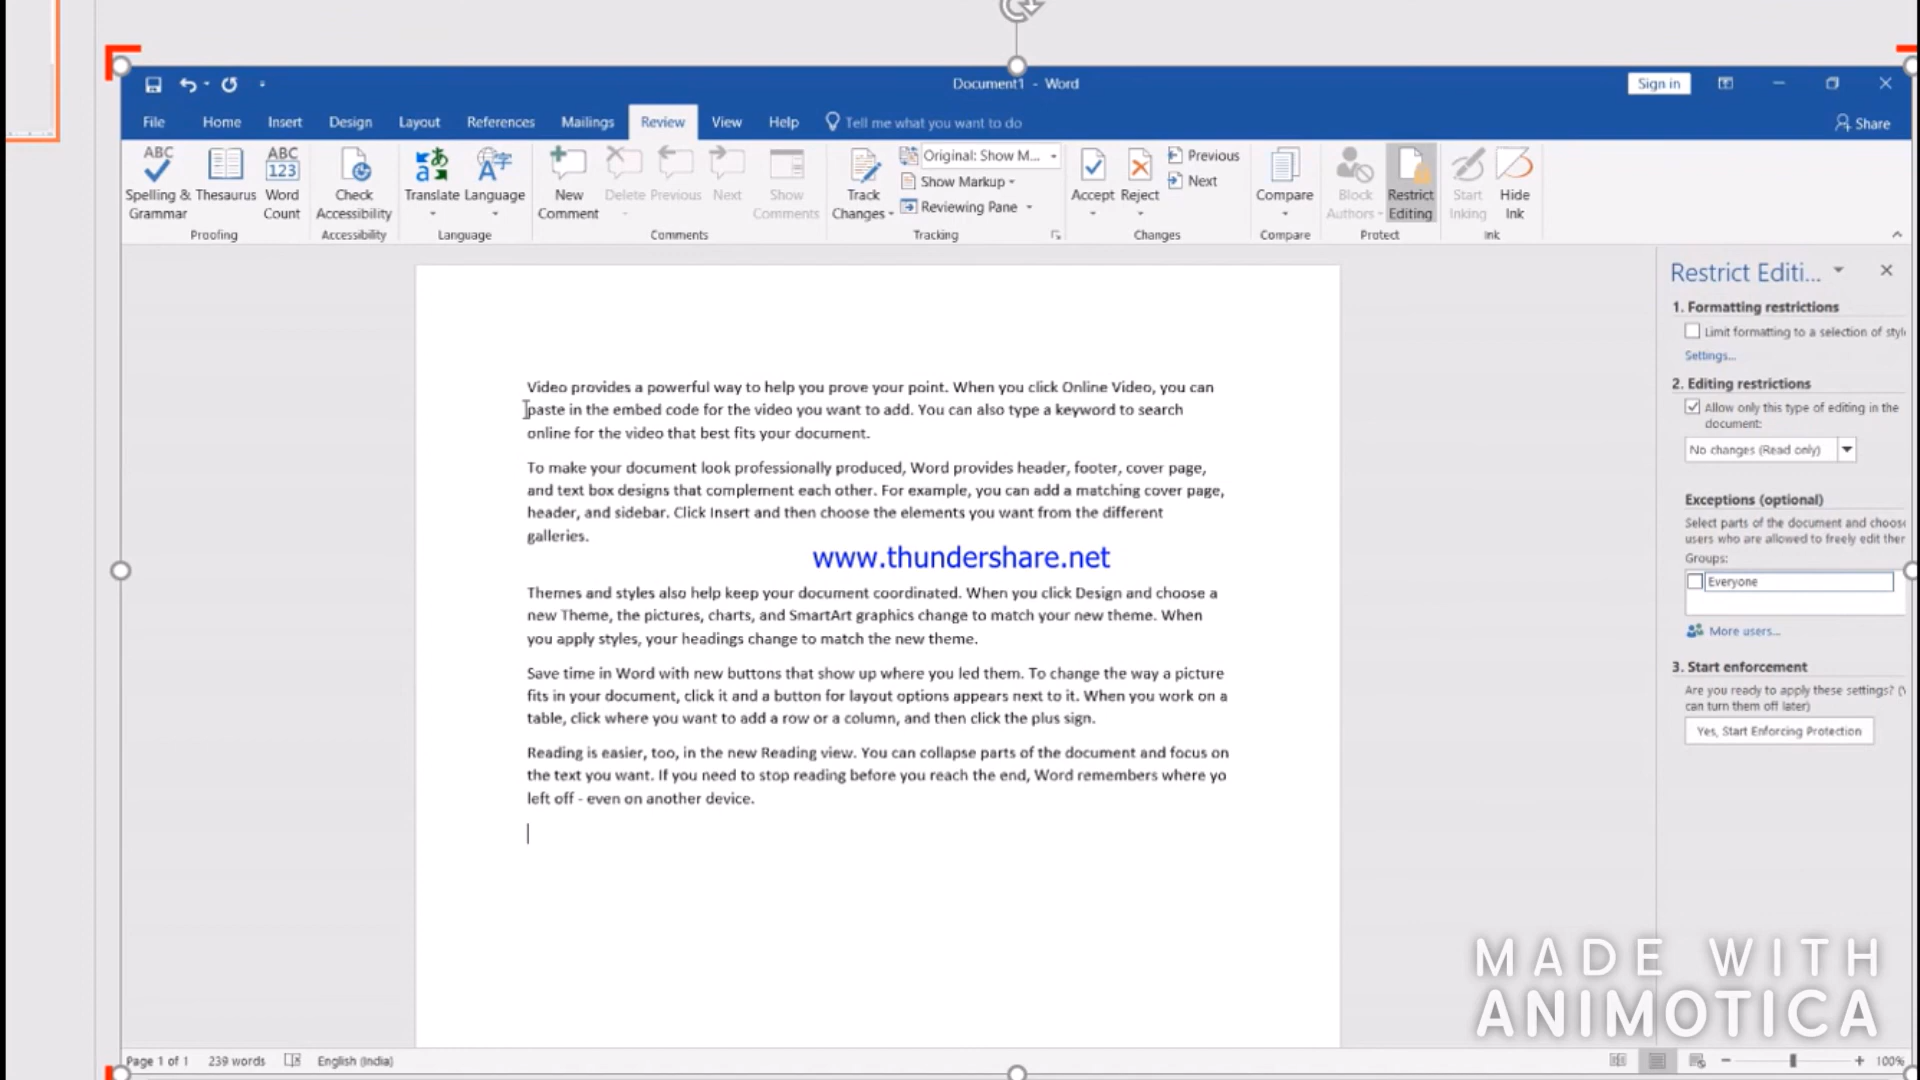 Document1 - Word
Sign in
File Home Insert Design Layout References Mailings Review View Help Tell me what you want to do Share
ABC Spelling & Grammar
Thesaurus
ABC 123 Word Count
Proofing
Check Accessibility
Accessibility
Translate
Language
Language
New Comment
Delete
Previous
Next
Show Comments
Comments
Track Changes
Original: Show M...
Show Markup
Reviewing Pane
Tracking
Accept
Reject
Previous
Next
Changes
Compare
Compare
Block Authors
Restrict Editing
Protect
Start Inking
Hide Ink
Ink
Video provides a powerful way to help you prove your point. When you click Online Video, you can
paste in the embed code for the video you want to add. You can also type a keyword to search
online for the video that best fits your document.
To make your document look professionally produced, Word provides header, footer, cover page,
and text box designs that complement each other. For example, you can add a matching cover page,
header, and sidebar. Click Insert and then choose the elements you want from the different
galleries.
www.thundershare.net
Themes and styles also help keep your document coordinated. When you click Design and choose a
new Theme, the pictures, charts, and SmartArt graphics change to match your new theme. When
you apply styles, your headings change to match the new theme.
Save time in Word with new buttons that show up where you led them. To change the way a picture
fits in your document, click it and a button for layout options appears next to it. When you work on a
table, click where you want to add a row or a column, and then click the plus sign.
Reading is easier, too, in the new Reading view. You can collapse parts of the document and focus on
the text you want. If you need to stop reading before you reach the end, Word remembers where yo
left off - even on another device.
Restrict Editi...
1. Formatting restrictions
Limit formatting to a selection of styl
Settings...
2. Editing restrictions
Allow only this type of editing in the
document:
No changes (Read only)
Exceptions (optional)
Select parts of the document and choose
users who are allowed to freely edit ther
Groups:
Everyone
More users...
3. Start enforcement
Are you ready to apply these settings? (Y
can turn them off later)
Yes, Start Enforcing Protection
MADE WITH
ANIMOTICA
Page 1 of 1 239 words English (India) 100%